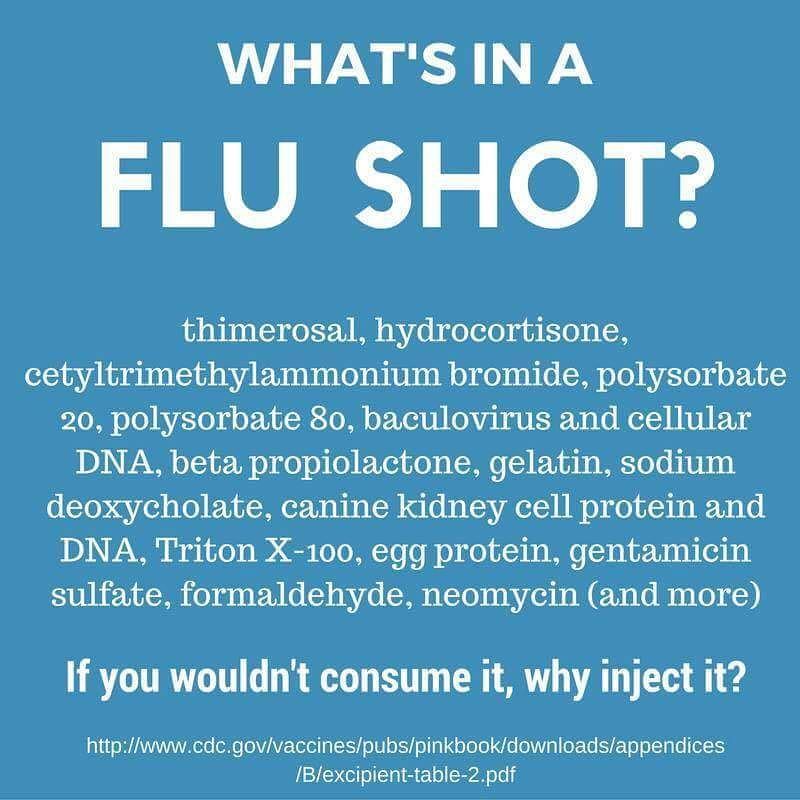 WHAT'S IN A
FLU SHOT?
thimerosal, hydrocortisone,
cetyltrimethylammonium bromide, polysorbate
20, polysorbate 80, baculovirus and cellular
DNA, beta propiolactone, gelatin, sodium
deoxycholate, canine kidney cell protein and
DNA, Triton X-100, egg protein, gentamicin
sulfate, formaldehyde, neomycin (and more)
If you wouldn't consume it, why inject it?
http://www.cdc.gov/vaccines/pubs/pinkbook/downloads/appendices
/B/excipient-table-2.pdf